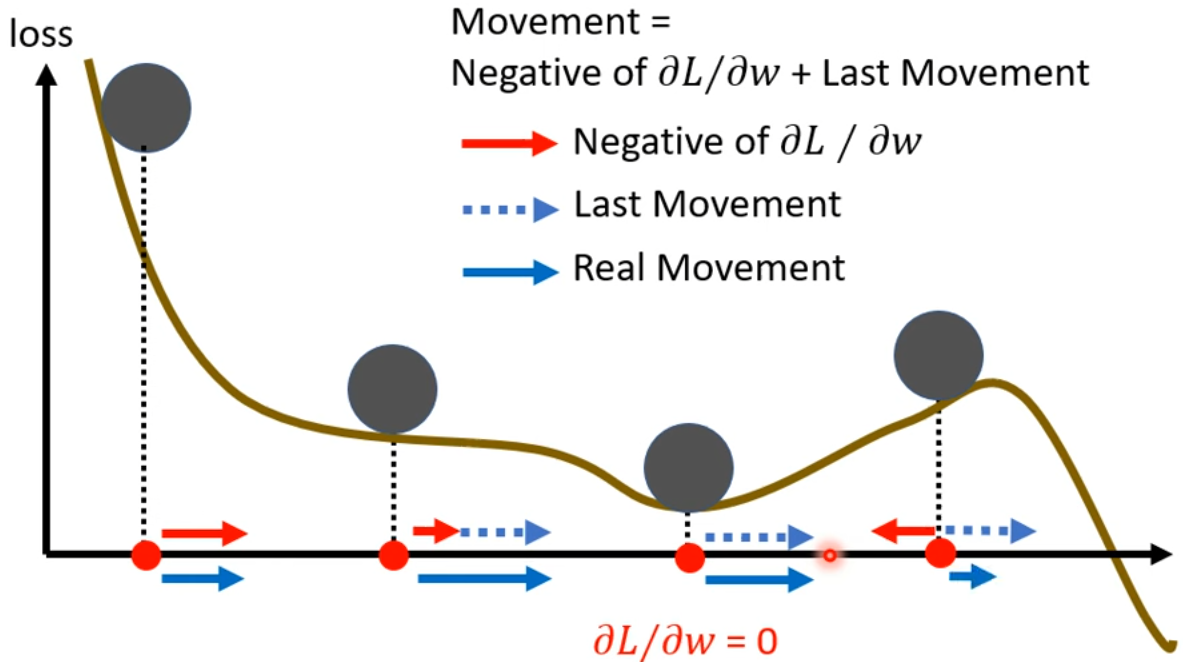 loss
Movement =
Negative of ∂L/∂w + Last Movement
Negative of ∂L / ∂w
Last Movement
Real Movement
∂L/∂w = 0